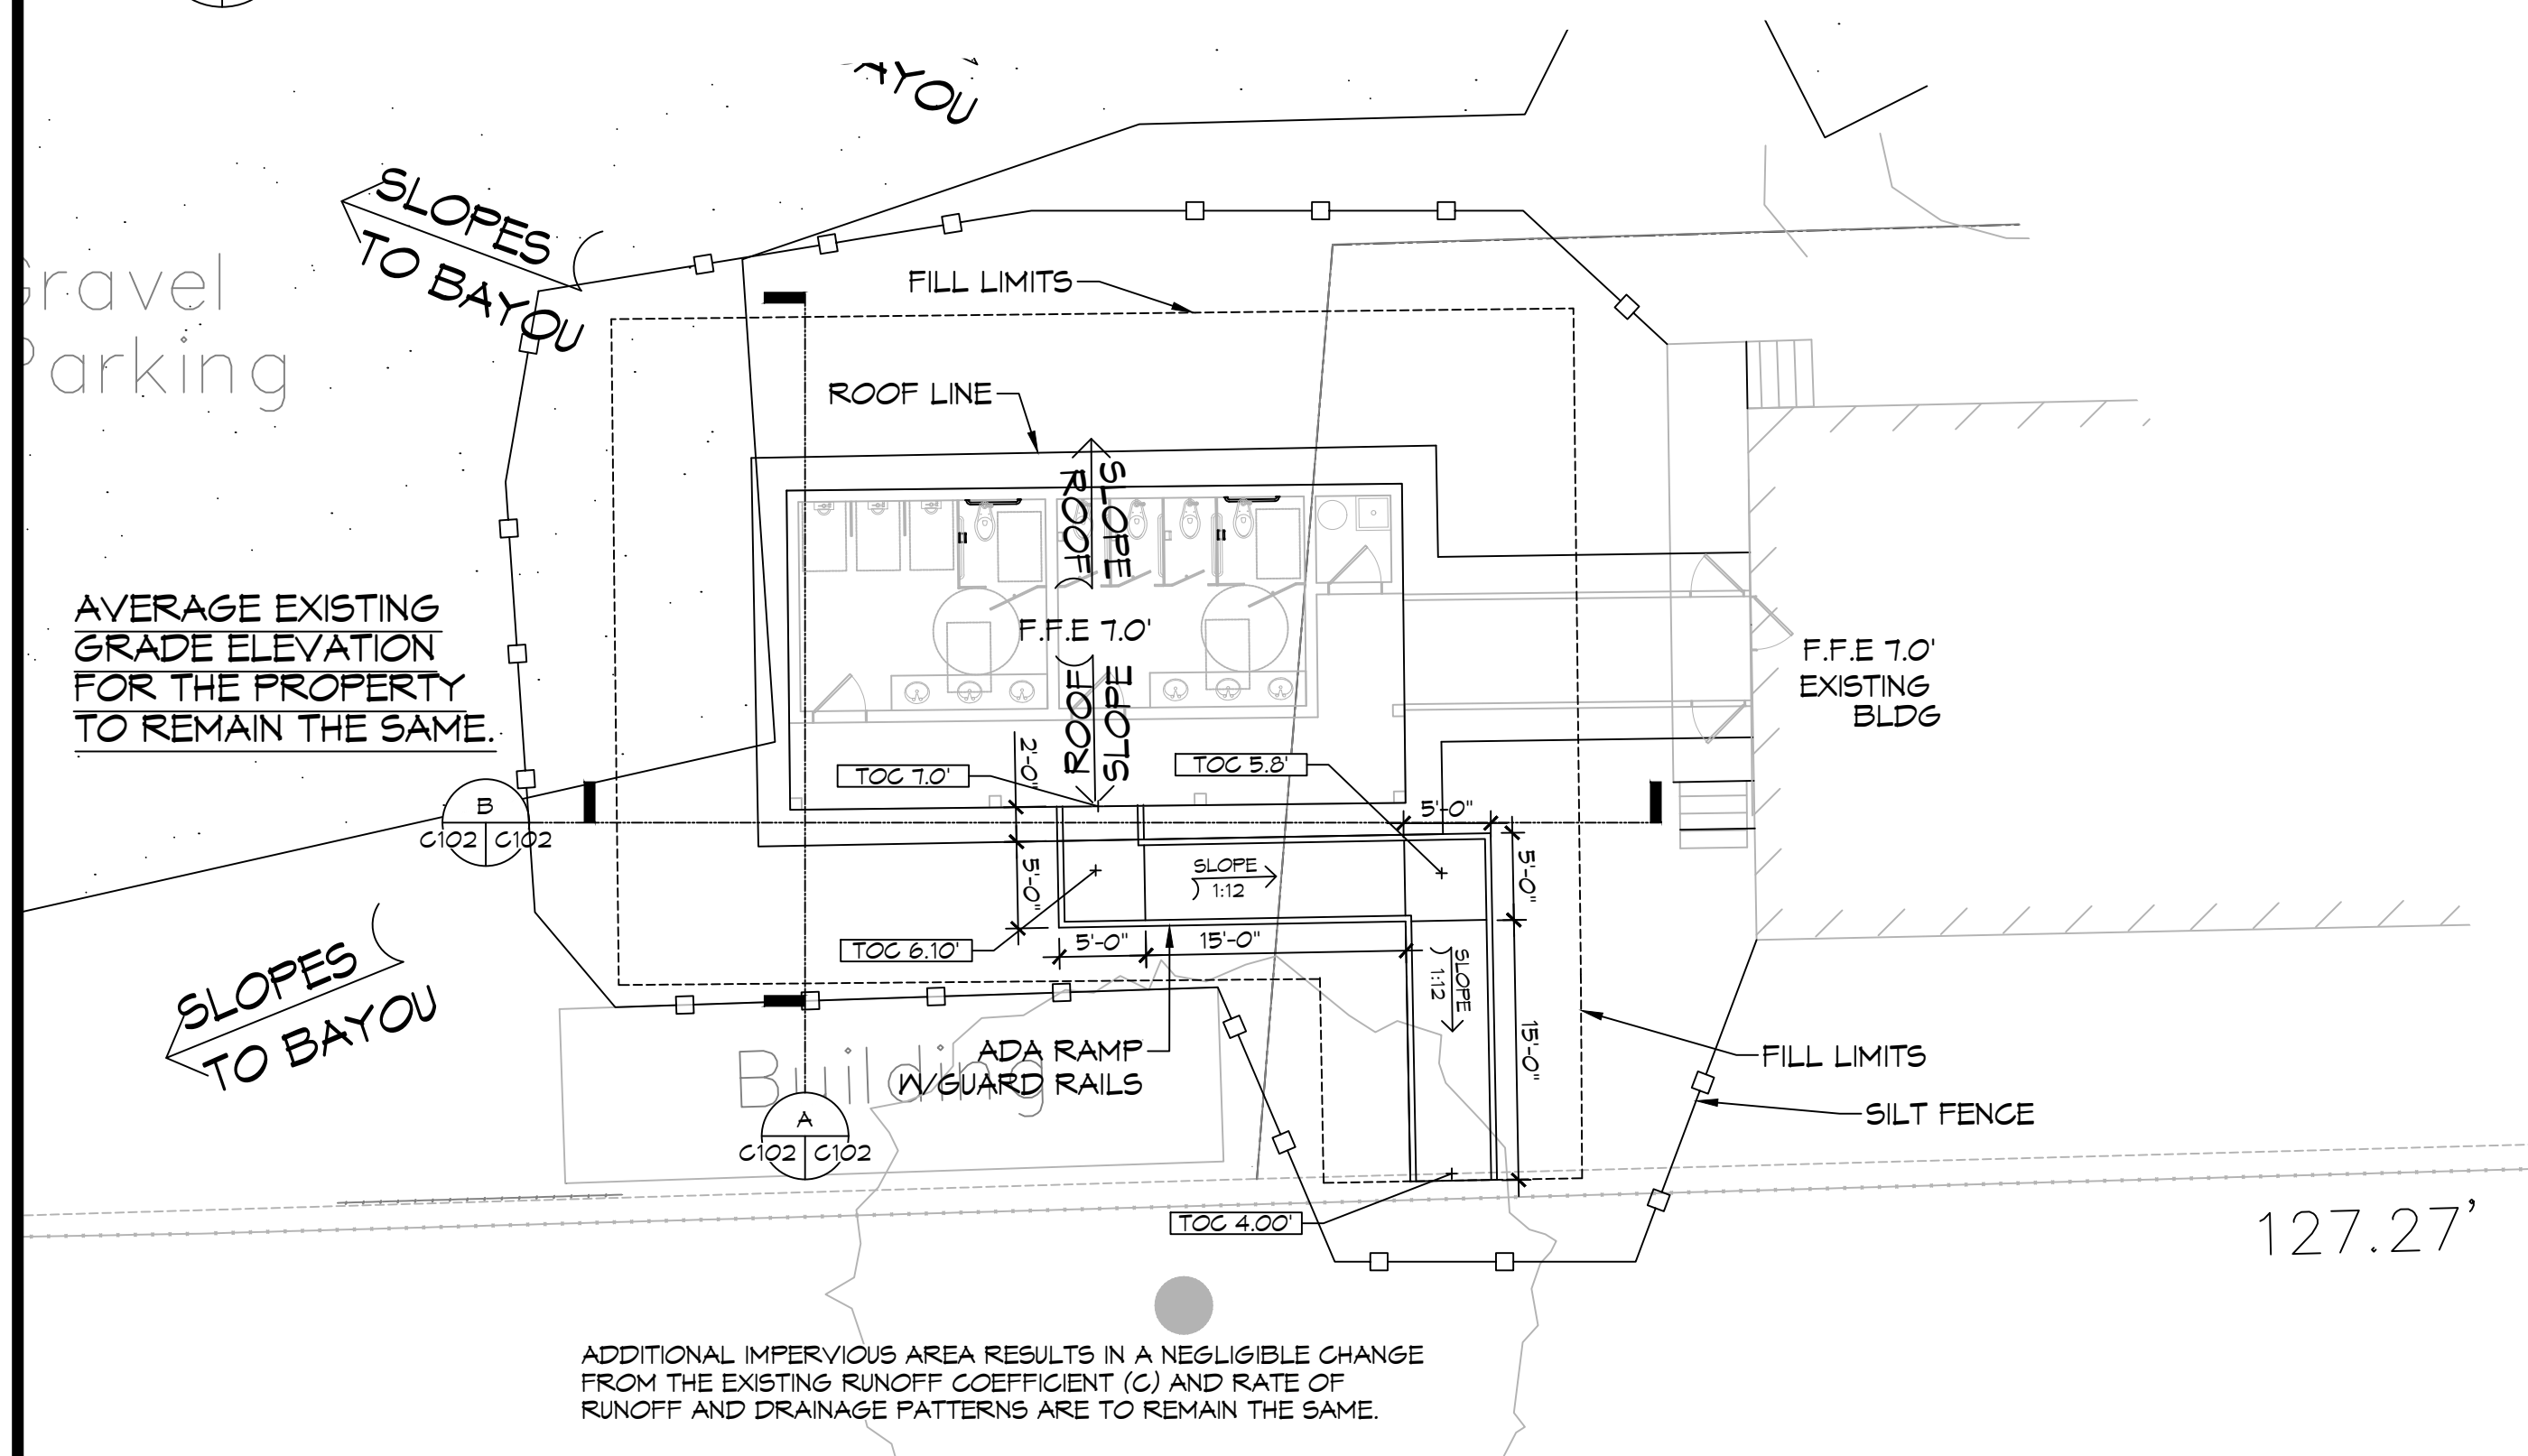 AYOU
SLOPES
TO BAYOU
Gravel
Parking
FILL LIMITS
ROOF LINE
ROOF
SLOPE
F.F.E 7.0'
ROOF
SLOPE
AVERAGE EXISTING
GRADE ELEVATION
FOR THE PROPERTY
TO REMAIN THE SAME.
F.F.E 7.0'
EXISTING
BLDG
2'-0"
TOC 7.0'
TOC 5.8'
5'-0"
B
C102 C102
5'-0"
SLOPE
1:12
5'-0"
TOC 6.10'
5'-0"
15'-0"
SLOPE
1:12
15'-0"
SLOPES
TO BAYOU
Building
ADA RAMP
W/GUARD RAILS
FILL LIMITS
SILT FENCE
A
C102 C102
TOC 4.00'
127.27'
ADDITIONAL IMPERVIOUS AREA RESULTS IN A NEGLIGIBLE CHANGE
FROM THE EXISTING RUNOFF COEFFICIENT (C) AND RATE OF
RUNOFF AND DRAINAGE PATTERNS ARE TO REMAIN THE SAME.